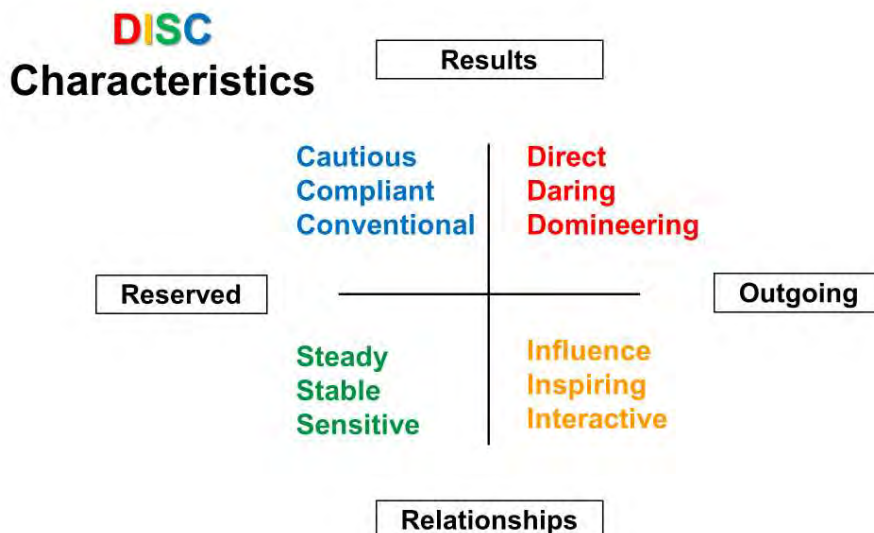 DISC
Characteristics
Results
Cautious
Compliant
Conventional
Direct
Daring
Domineering
Reserved
Outgoing
Steady
Stable
Sensitive
Influence
Inspiring
Interactive
Relationships